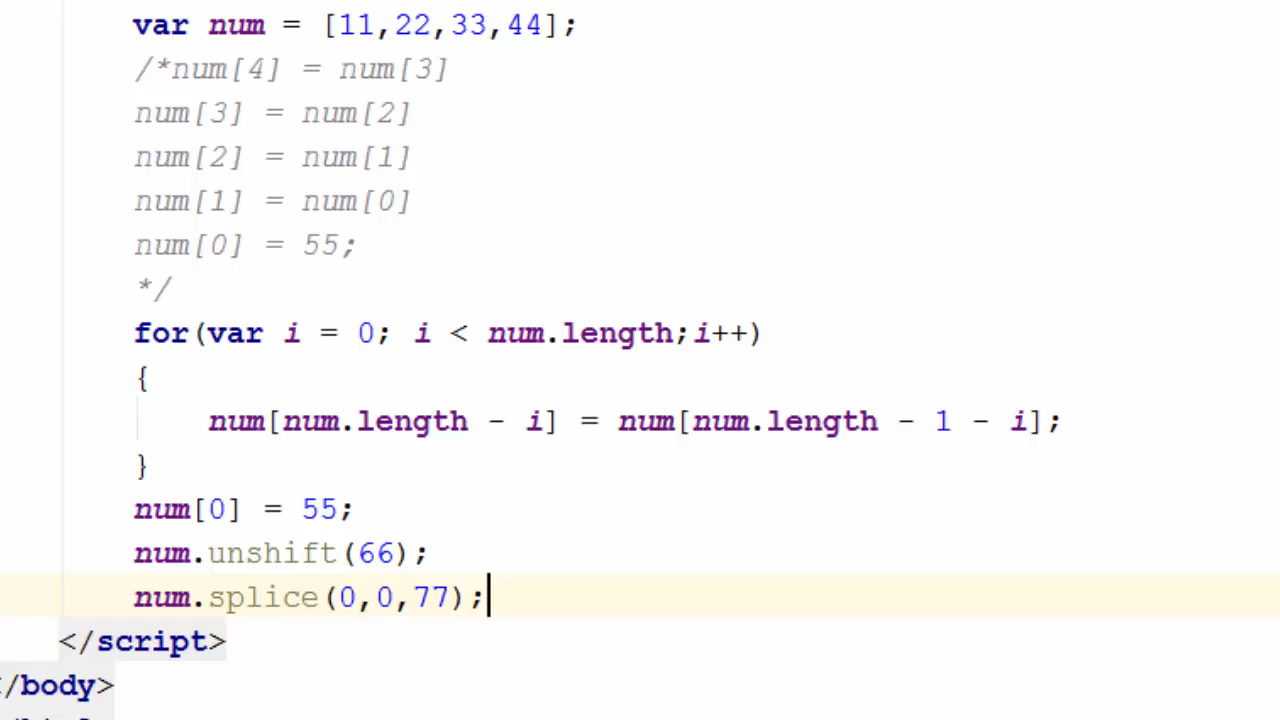 var num = [11,22,33,44];
/*num[4] = num[3]
num[3] = num[2]
num[2] = num[1]
num[1] = num[0]
num[0] = 55;
*/
for(var i = 0; i < num.length;i++)
{
num[num.length - i] = num[num.length - 1 - i];
}
num[0] = 55;
num.unshift(66);
num.splice(0,0,77);
</script>
</body>